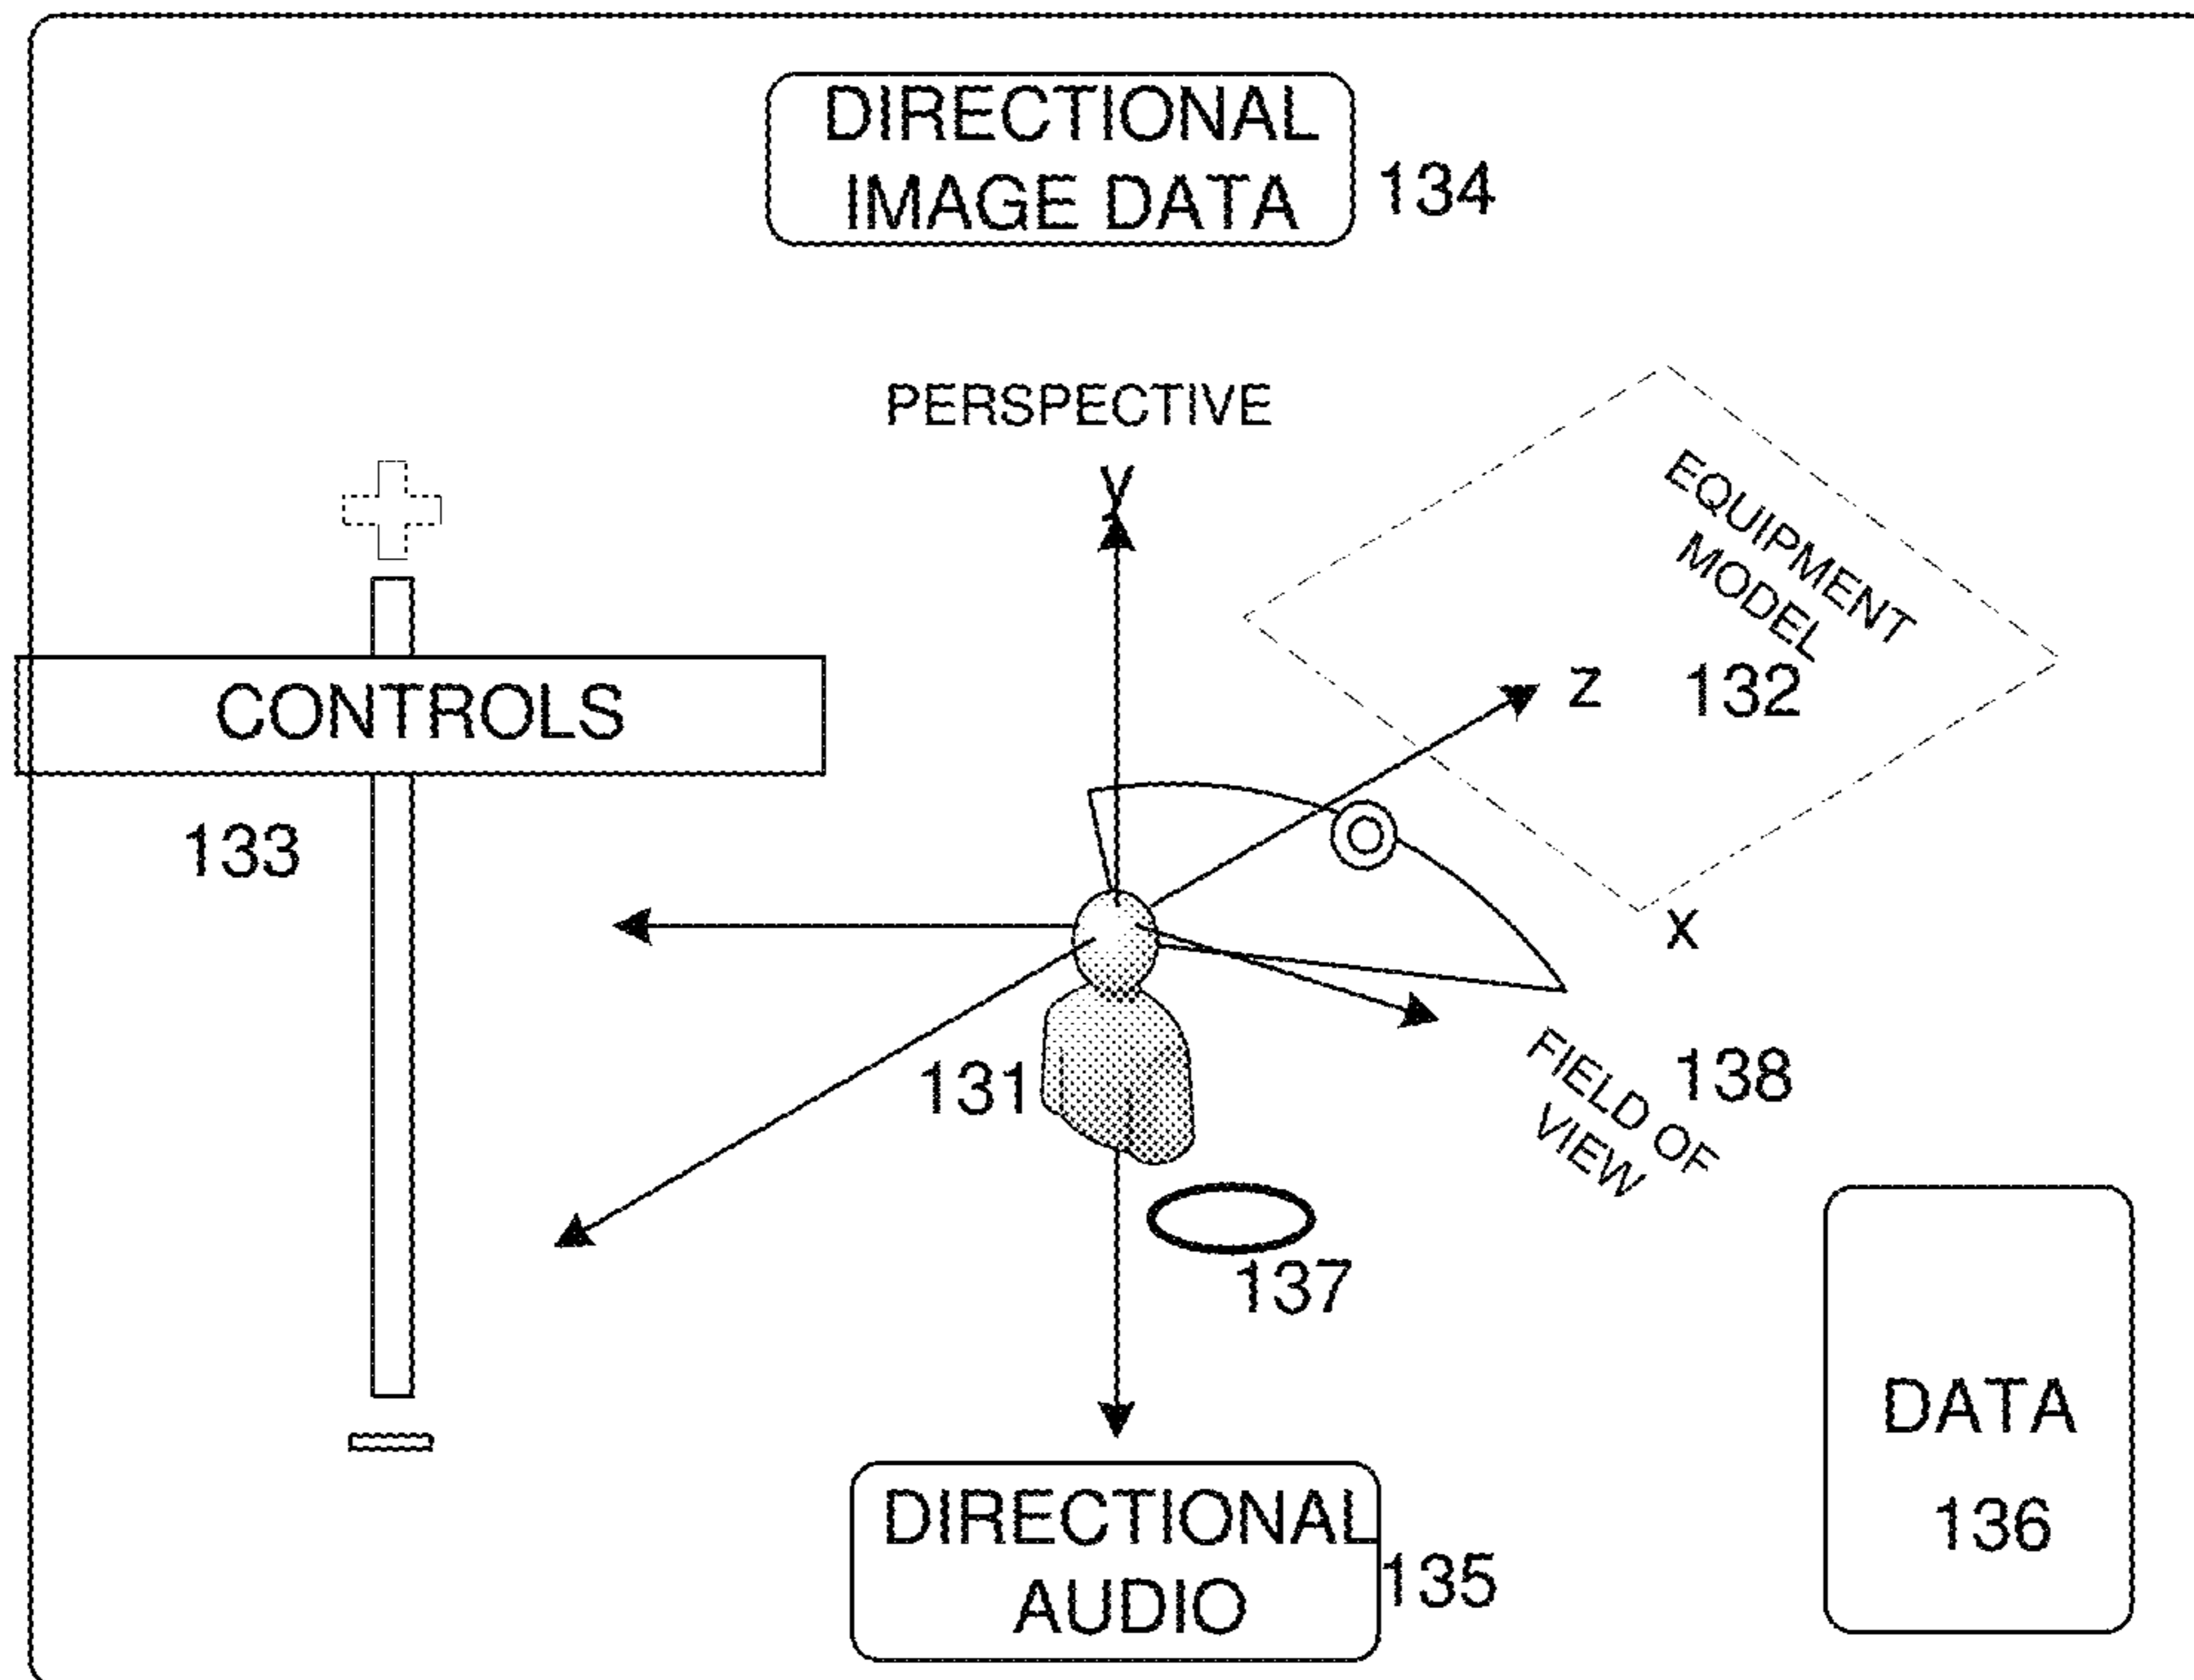 DIRECTIONAL
IMAGE DATA
134
PERSPECTIVE
y
EQUIPMENT
MODEL
132
Z
CONTROLS
133
X
131
138
FIELD OF
VIEW
137
DATA
136
DIRECTIONAL
AUDIO
135